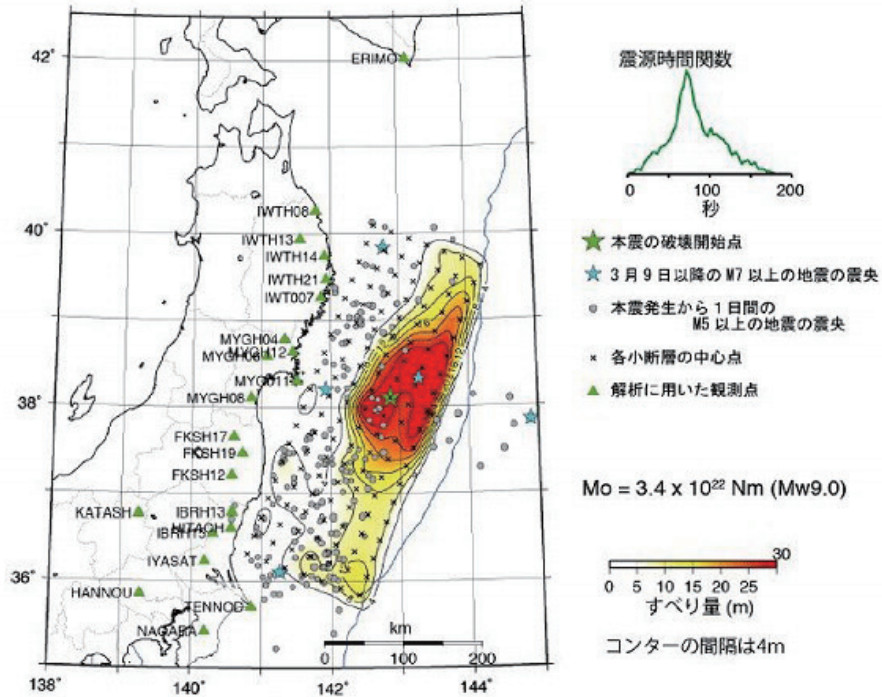 42°
40°
38°
36°
138°
140°
142°
144°
ERIMO
IWTH08
IWTH13
IWTH14
IWTH21
IWT007
MYGH04
MYGH12
MYG011
MYGH08
FKSH17
FKSH19
FKSH12
KATASH
IBRH13
HITACH
IBRH15
IYASAT
HANNOU
TENNOD
km
0 100 200
震源時間関数
0 100 200
秒
本震の破壊開始点
3月9日以降のM7以上の地震の震央
本震発生から1日間の
M5以上の地震の震央
各小断層の中心点
解析に用いた観測点
Mo = 3.4 x 10²² Nm (Mw9.0)
30
0 5 10 15 20 25
すべり量 (m)
コンターの間隔は4m